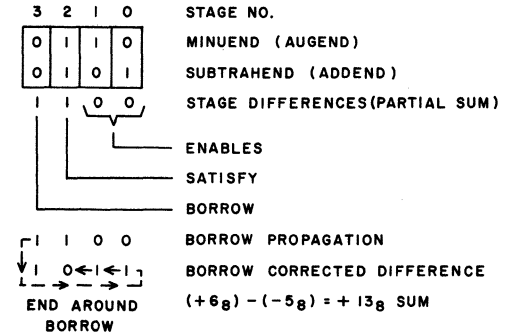 3 2 1 0 STAGE NO.
0 1 1 0 MINUEND (AUGEND)
0 1 0 1 SUBTRAHEND (ADDEND)
1 1 0 0 STAGE DIFFERENCES (PARTIAL SUM)
ENABLES
SATISFY
BORROW
1 1 0 0 BORROW PROPAGATION
1 0 1 1 BORROW CORRECTED DIFFERENCE
END AROUND (+6₈) – (–5₈) = + 13₈ SUM
BORROW